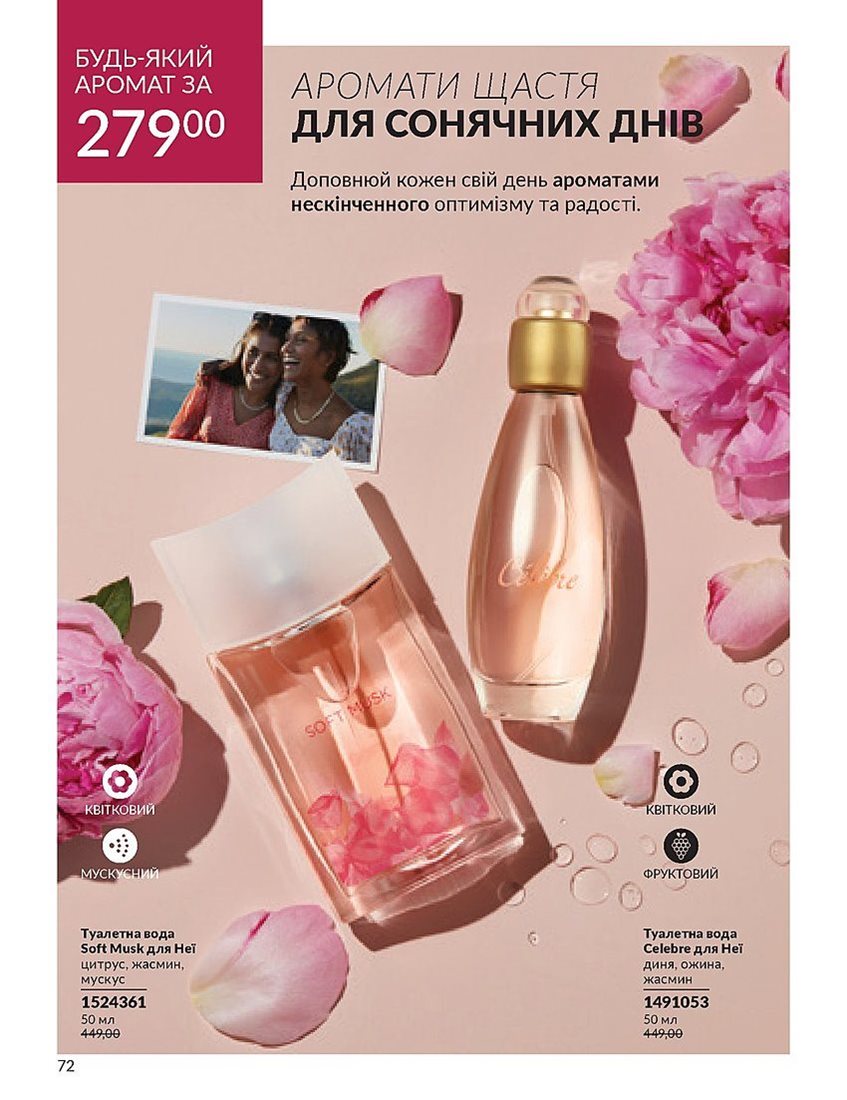 БУДЬ-ЯКИЙ
АРОМАТ ЗА
279⁰⁰
АРОМАТИ ЩАСТЯ
ДЛЯ СОНЯЧНИХ ДНІВ
Доповнюй кожен свій день ароматами
нескінченного оптимізму та радості.
Célebre
SOFT MUSK
КВІТКОВИЙ
МУСКУСНИЙ
КВІТКОВИЙ
ФРУКТОВИЙ
Туалетна вода
Soft Musk для Неї
цитрус, жасмин,
мускус
1524361
50 мл
449,00
Туалетна вода
Celebre для Неї
диня, ожина,
жасмин
1491053
50 мл
449,00
72